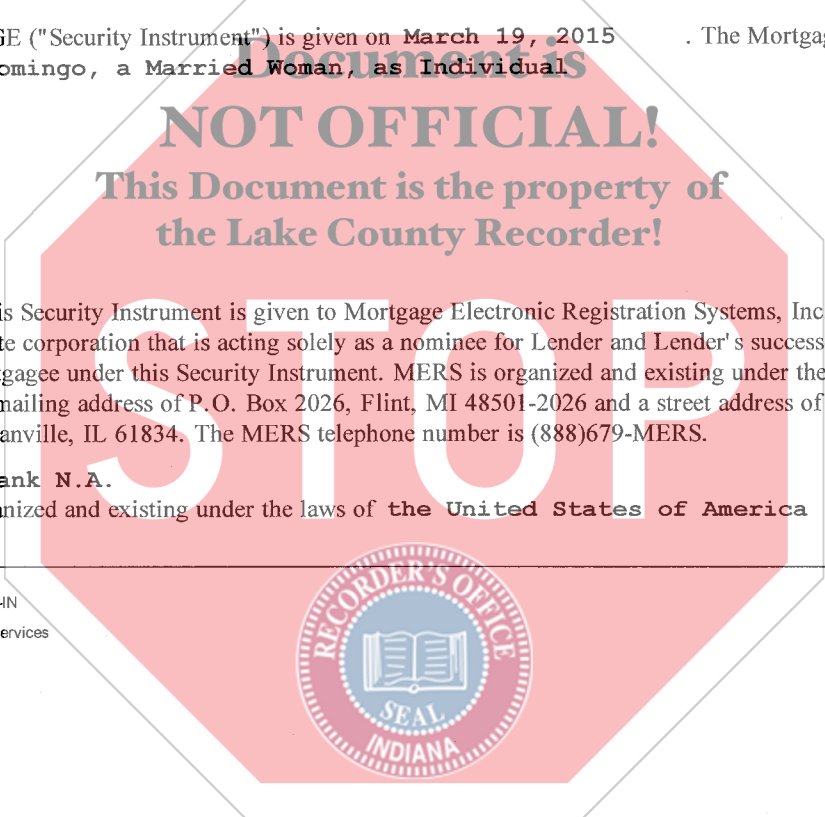 GE ("Security Instrument") is given on March 19, 2015 . The Mortga
omingo, a Married Woman, as Individual
Document is
NOT OFFICIAL!
This Document is the property of
the Lake County Recorder!
is Security Instrument is given to Mortgage Electronic Registration Systems, Inc
te corporation that is acting solely as a nominee for Lender and Lender's success
tgagee under this Security Instrument. MERS is organized and existing under the
mailing address of P.O. Box 2026, Flint, MI 48501-2026 and a street address of
anville, IL 61834. The MERS telephone number is (888)679-MERS.
STOP
ank N.A.
anized and existing under the laws of the United States of America
-IN
ervices
RECORDER'S OFFICE
SEAL
INDIANA